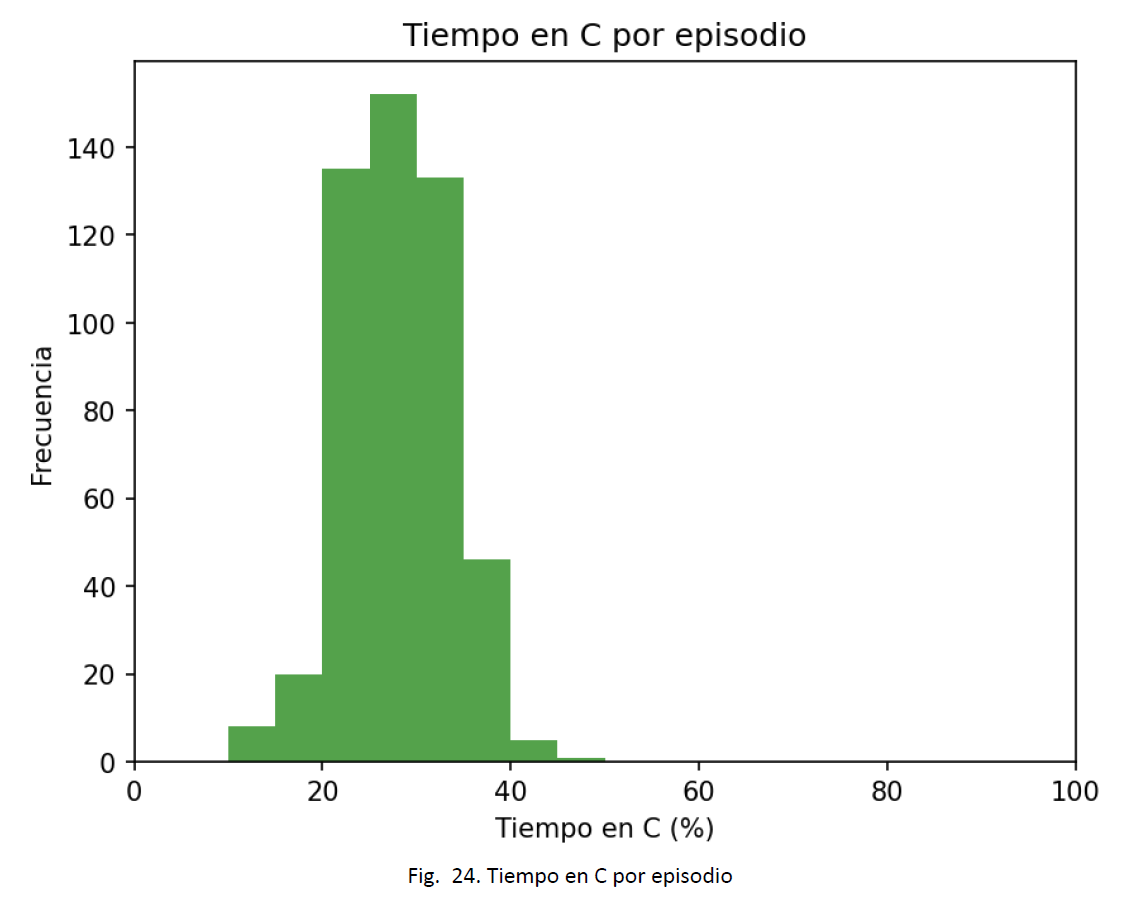 Tiempo en C por episodio
140
120
100
80
60
40
20
0
Frecuencia
0 20 40 60 80 100
Tiempo en C (%)
Fig. 24. Tiempo en C por episodio